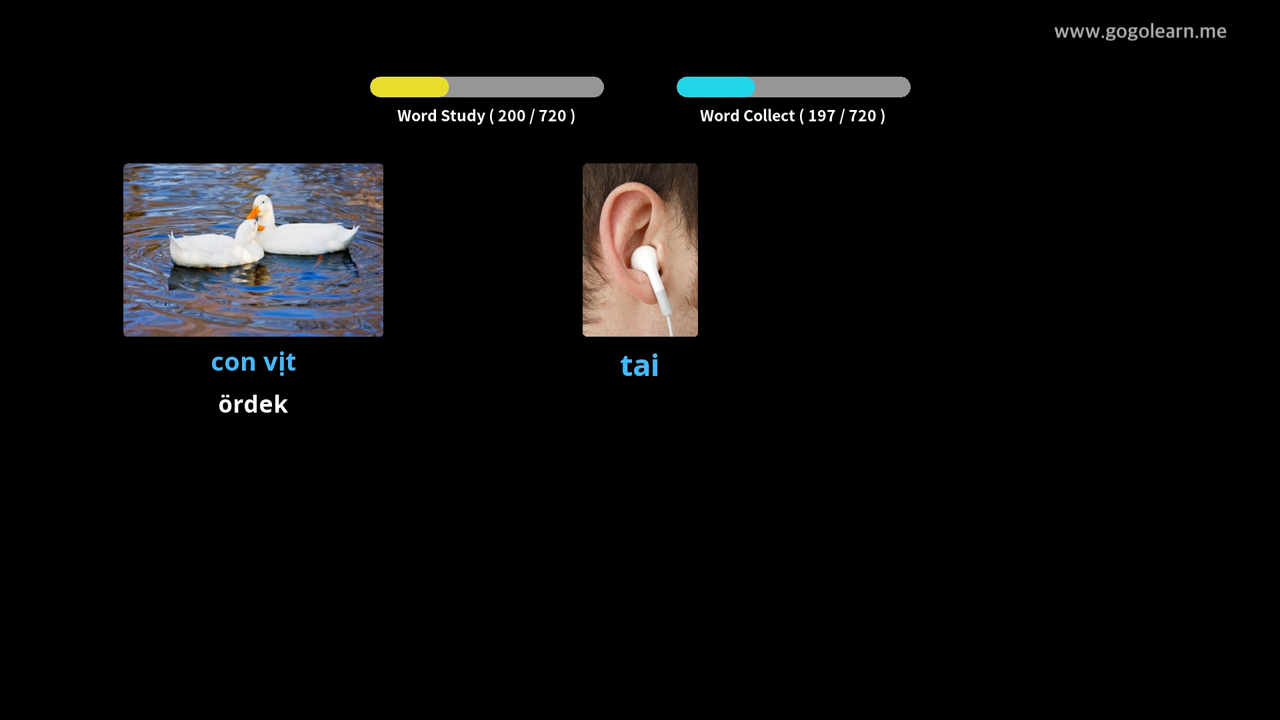 www.gogolearn.me
Word Study ( 200 / 720 )
Word Collect ( 197 / 720 )
con vịt
ördek
tai